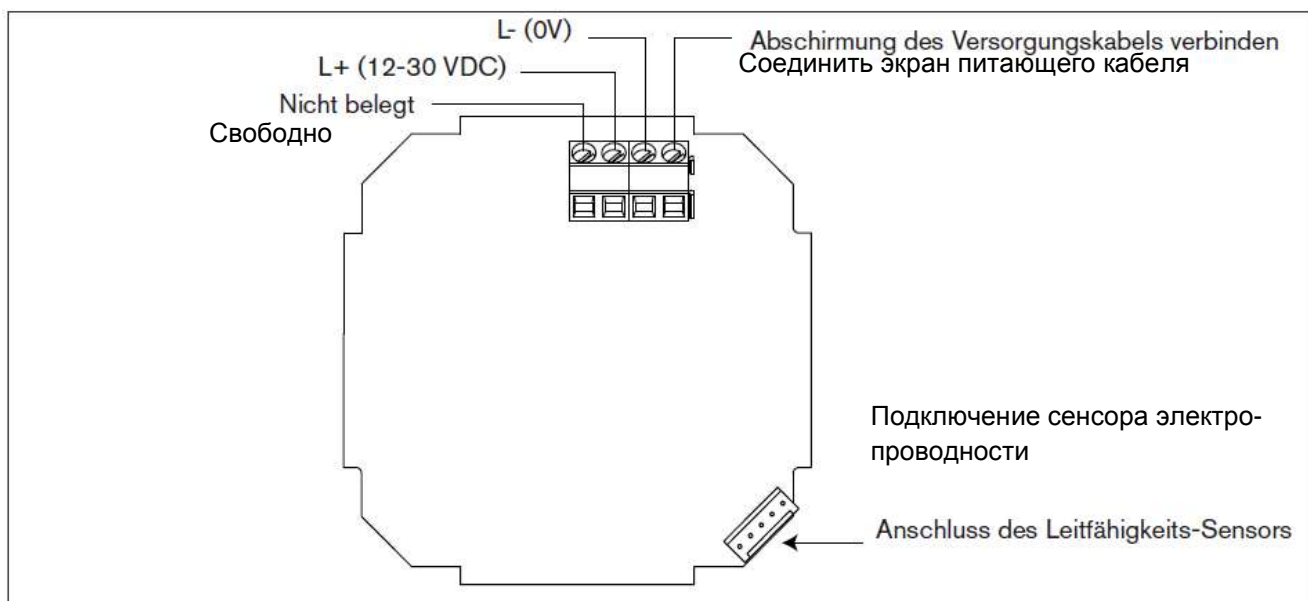 L- (0V)
Abschirmung des Versorgungskabels verbinden
Соединить экран питающего кабеля
L+ (12-30 VDC)
Nicht belegt
Свободно
Подключение сенсора электро-
проводности
Anschluss des Leitfähigkeits-Sensors